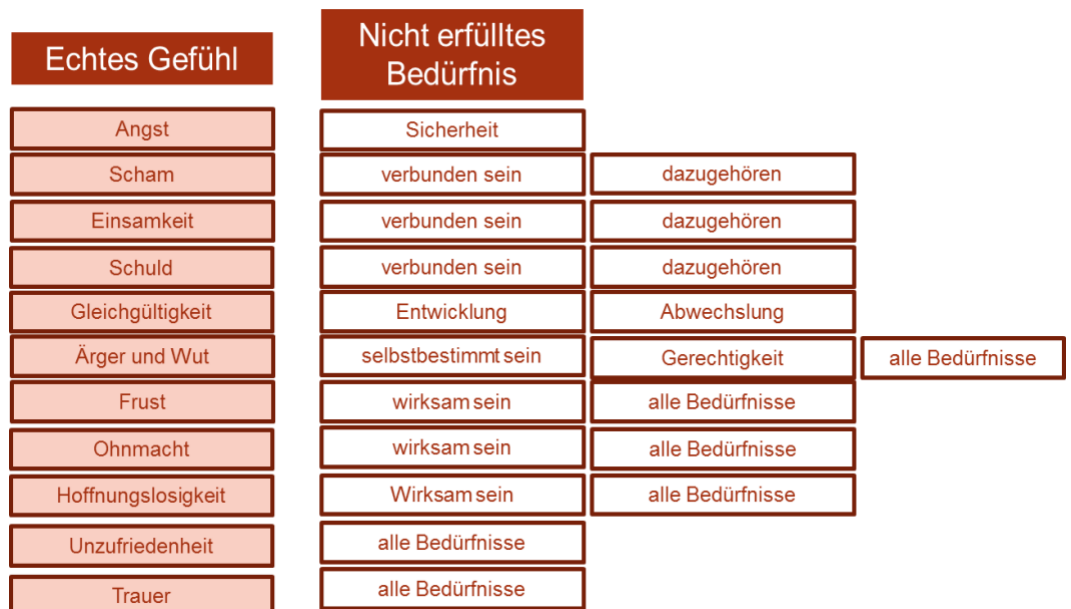 Echtes Gefühl
Nicht erfülltes
Bedürfnis
Angst
Sicherheit
Scham
verbunden sein
dazugehören
Einsamkeit
verbunden sein
dazugehören
Schuld
verbunden sein
dazugehören
Gleichgültigkeit
Entwicklung
Abwechslung
Ärger und Wut
selbstbestimmt sein
Gerechtigkeit
alle Bedürfnisse
Frust
wirksam sein
alle Bedürfnisse
Ohnmacht
wirksam sein
alle Bedürfnisse
Hoffnungslosigkeit
Wirksam sein
alle Bedürfnisse
Unzufriedenheit
alle Bedürfnisse
Trauer
alle Bedürfnisse